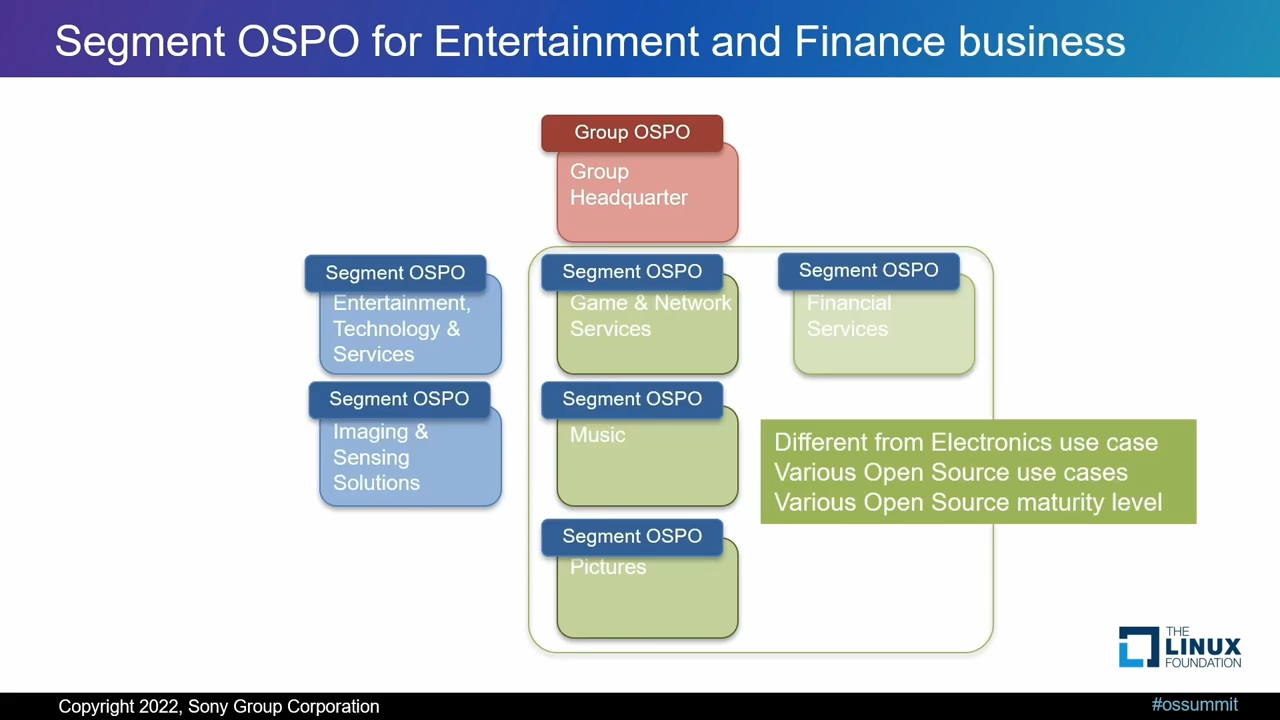 Segment OSPO for Entertainment and Finance business
Group OSPO
Group
Headquarter
Segment OSPO
Entertainment,
Technology &
Services
Segment OSPO
Game & Network
Services
Segment OSPO
Financial
Services
Segment OSPO
Imaging &
Sensing
Solutions
Segment OSPO
Music
Different from Electronics use case
Various Open Source use cases
Various Open Source maturity level
Segment OSPO
Pictures
THE
LINUX
FOUNDATION
Copyright 2022, Sony Group Corporation
#ossummit